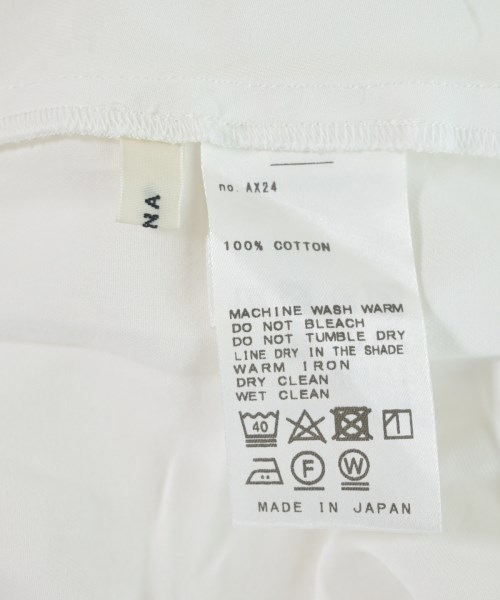 NA
no. AX24
100% COTTON
MACHINE WASH WARM
DO NOT BLEACH
DO NOT TUMBLE DRY
LINE DRY IN THE SHADE
WARM IRON
DRY CLEAN
WET CLEAN
40
F W
MADE IN JAPAN